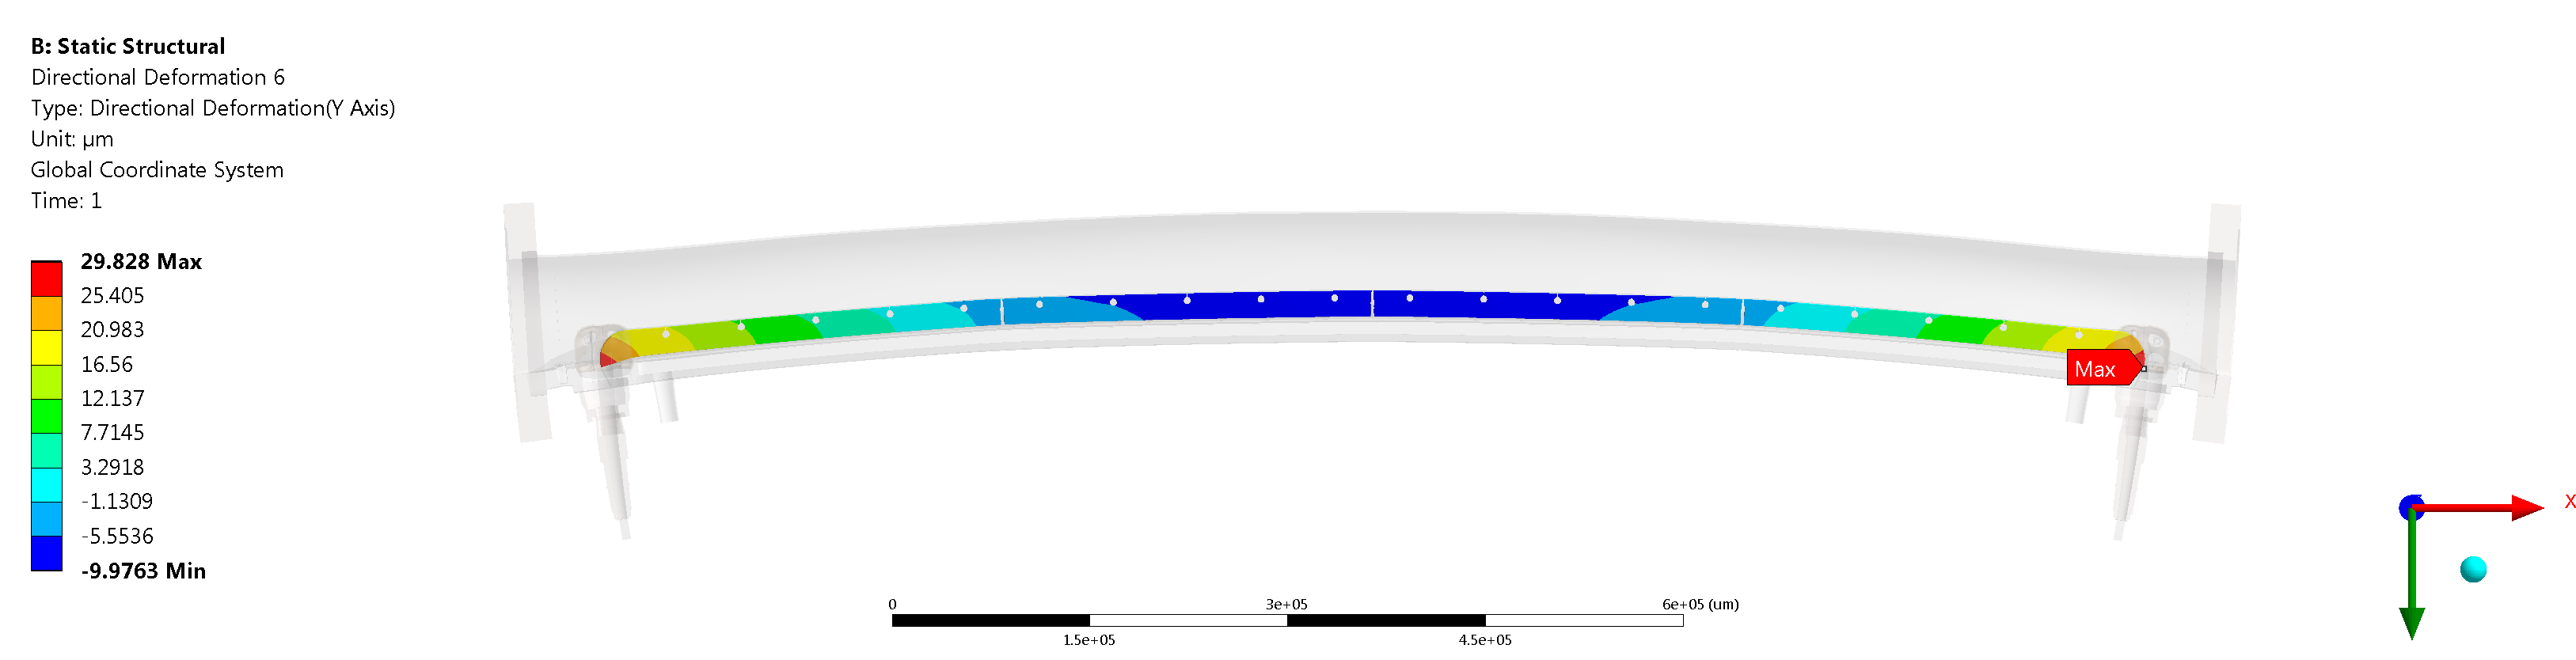 B: Static Structural
Directional Deformation 6
Type: Directional Deformation(Y Axis)
Unit: µm
Global Coordinate System
Time: 1
29.828 Max
25.405
20.983
16.56
12.137
7.7145
3.2918
-1.1309
-5.5536
-9.9763 Min
Max
X
0
3e+05
6e+05 (um)
1.5e+05
4.5e+05